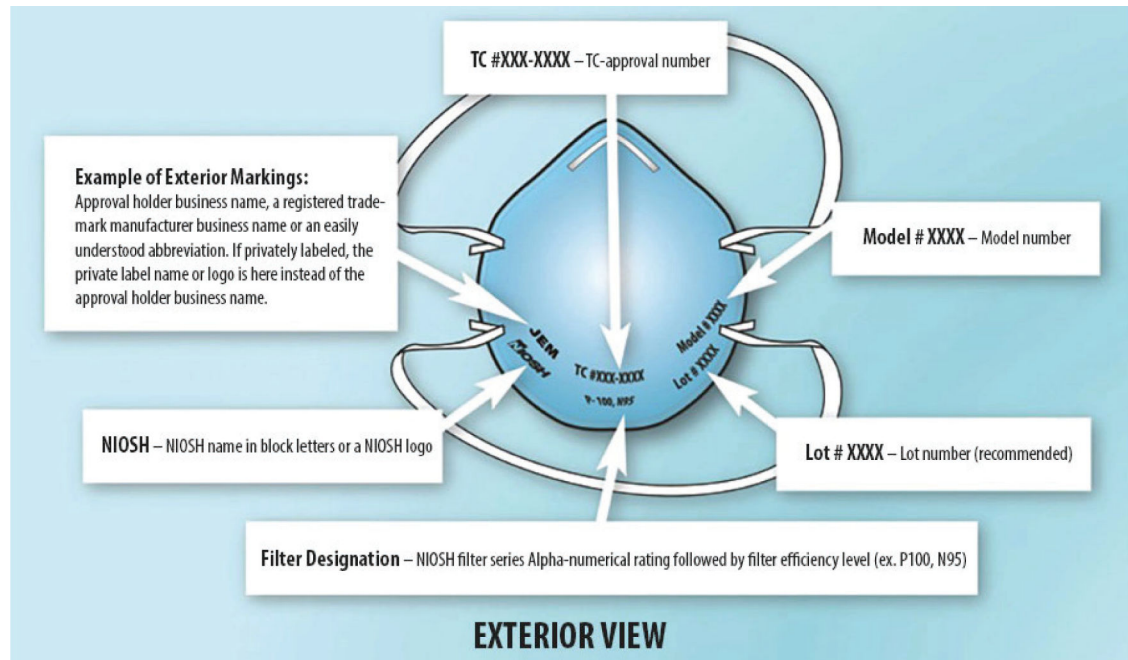 TC #XXX-XXXX – TC-approval number
Example of Exterior Markings:
Approval holder business name, a registered trade-
mark manufacturer business name or an easily
understood abbreviation. If privately labeled, the
private label name or logo is here instead of the
approval holder business name.
Model # XXXX – Model number
JEM
NIOSH
TC #XXX-XXXX
P-100, N95
Model # XXXX
Lot # XXXX
NIOSH – NIOSH name in block letters or a NIOSH logo
Lot # XXXX – Lot number (recommended)
Filter Designation – NIOSH filter series Alpha-numerical rating followed by filter efficiency level (ex. P100, N95)
EXTERIOR VIEW